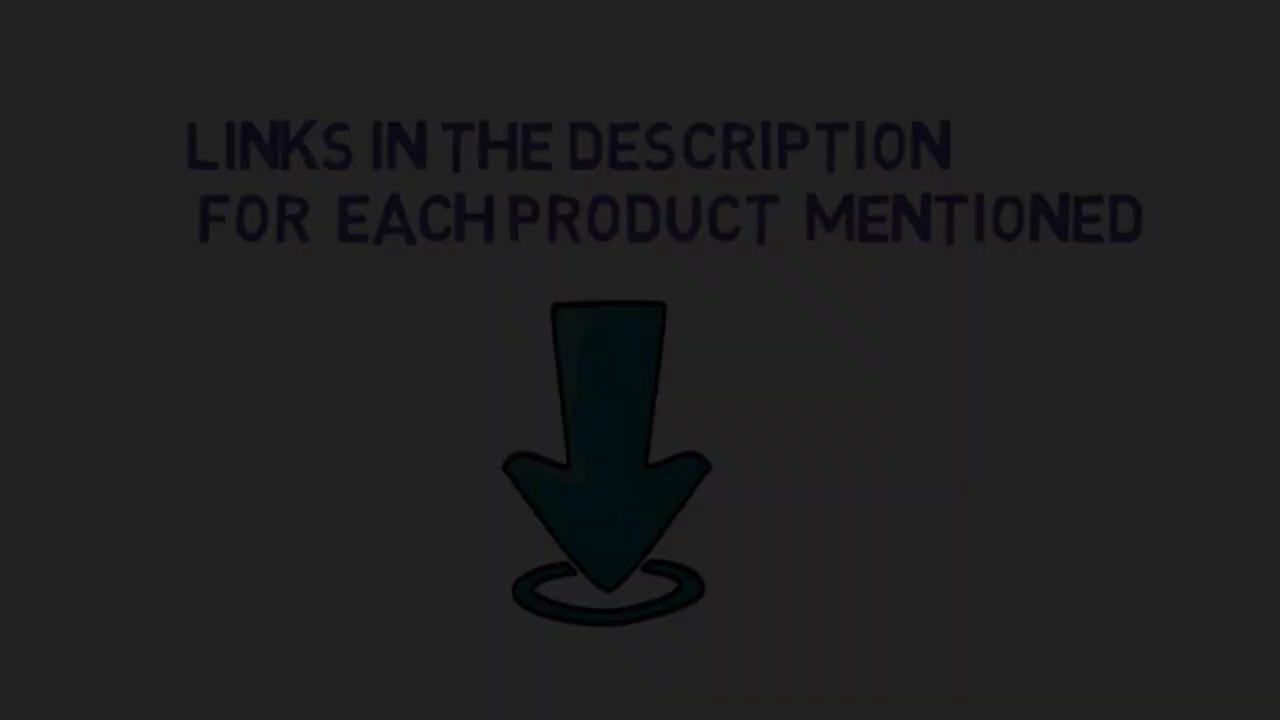 LINKS IN THE DESCRIPTION
FOR EACH PRODUCT MENTIONED